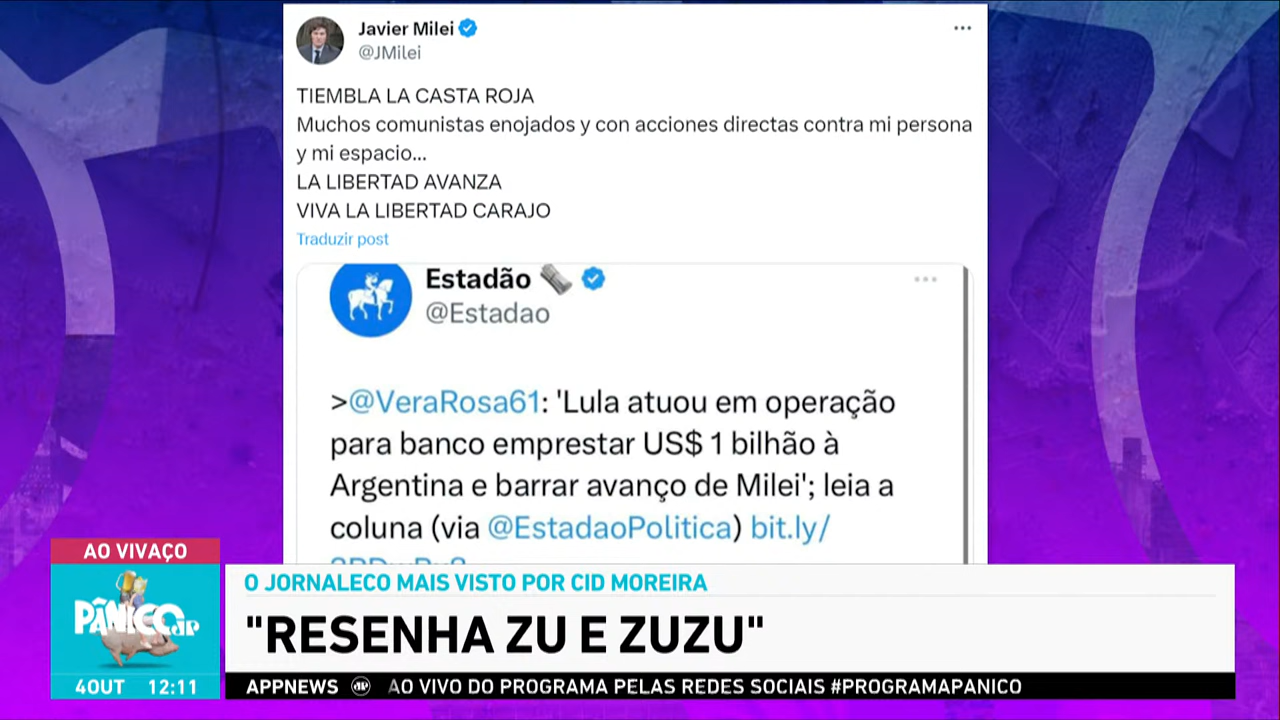 Javier Milei
@JMilei
TIEMBLA LA CASTA ROJA
Muchos comunistas enojados y con acciones directas contra mi persona
y mi espacio...
LA LIBERTAD AVANZA
VIVA LA LIBERTAD CARAJO
Traduzir post
Estadão
@Estadao
>@VeraRosa61: 'Lula atuou em operação
para banco emprestar US$ 1 bilhão à
Argentina e barrar avanço de Milei'; leia a
coluna (via @EstadaoPolitica) bit.ly/
AO VIVAÇO
PÂNICO JP
4OUT 12:11
O JORNALECO MAIS VISTO POR CID MOREIRA
"RESENHA ZU E ZUZU"
APPNEWS JP AO VIVO DO PROGRAMA PELAS REDES SOCIAIS #PROGRAMAPANICO